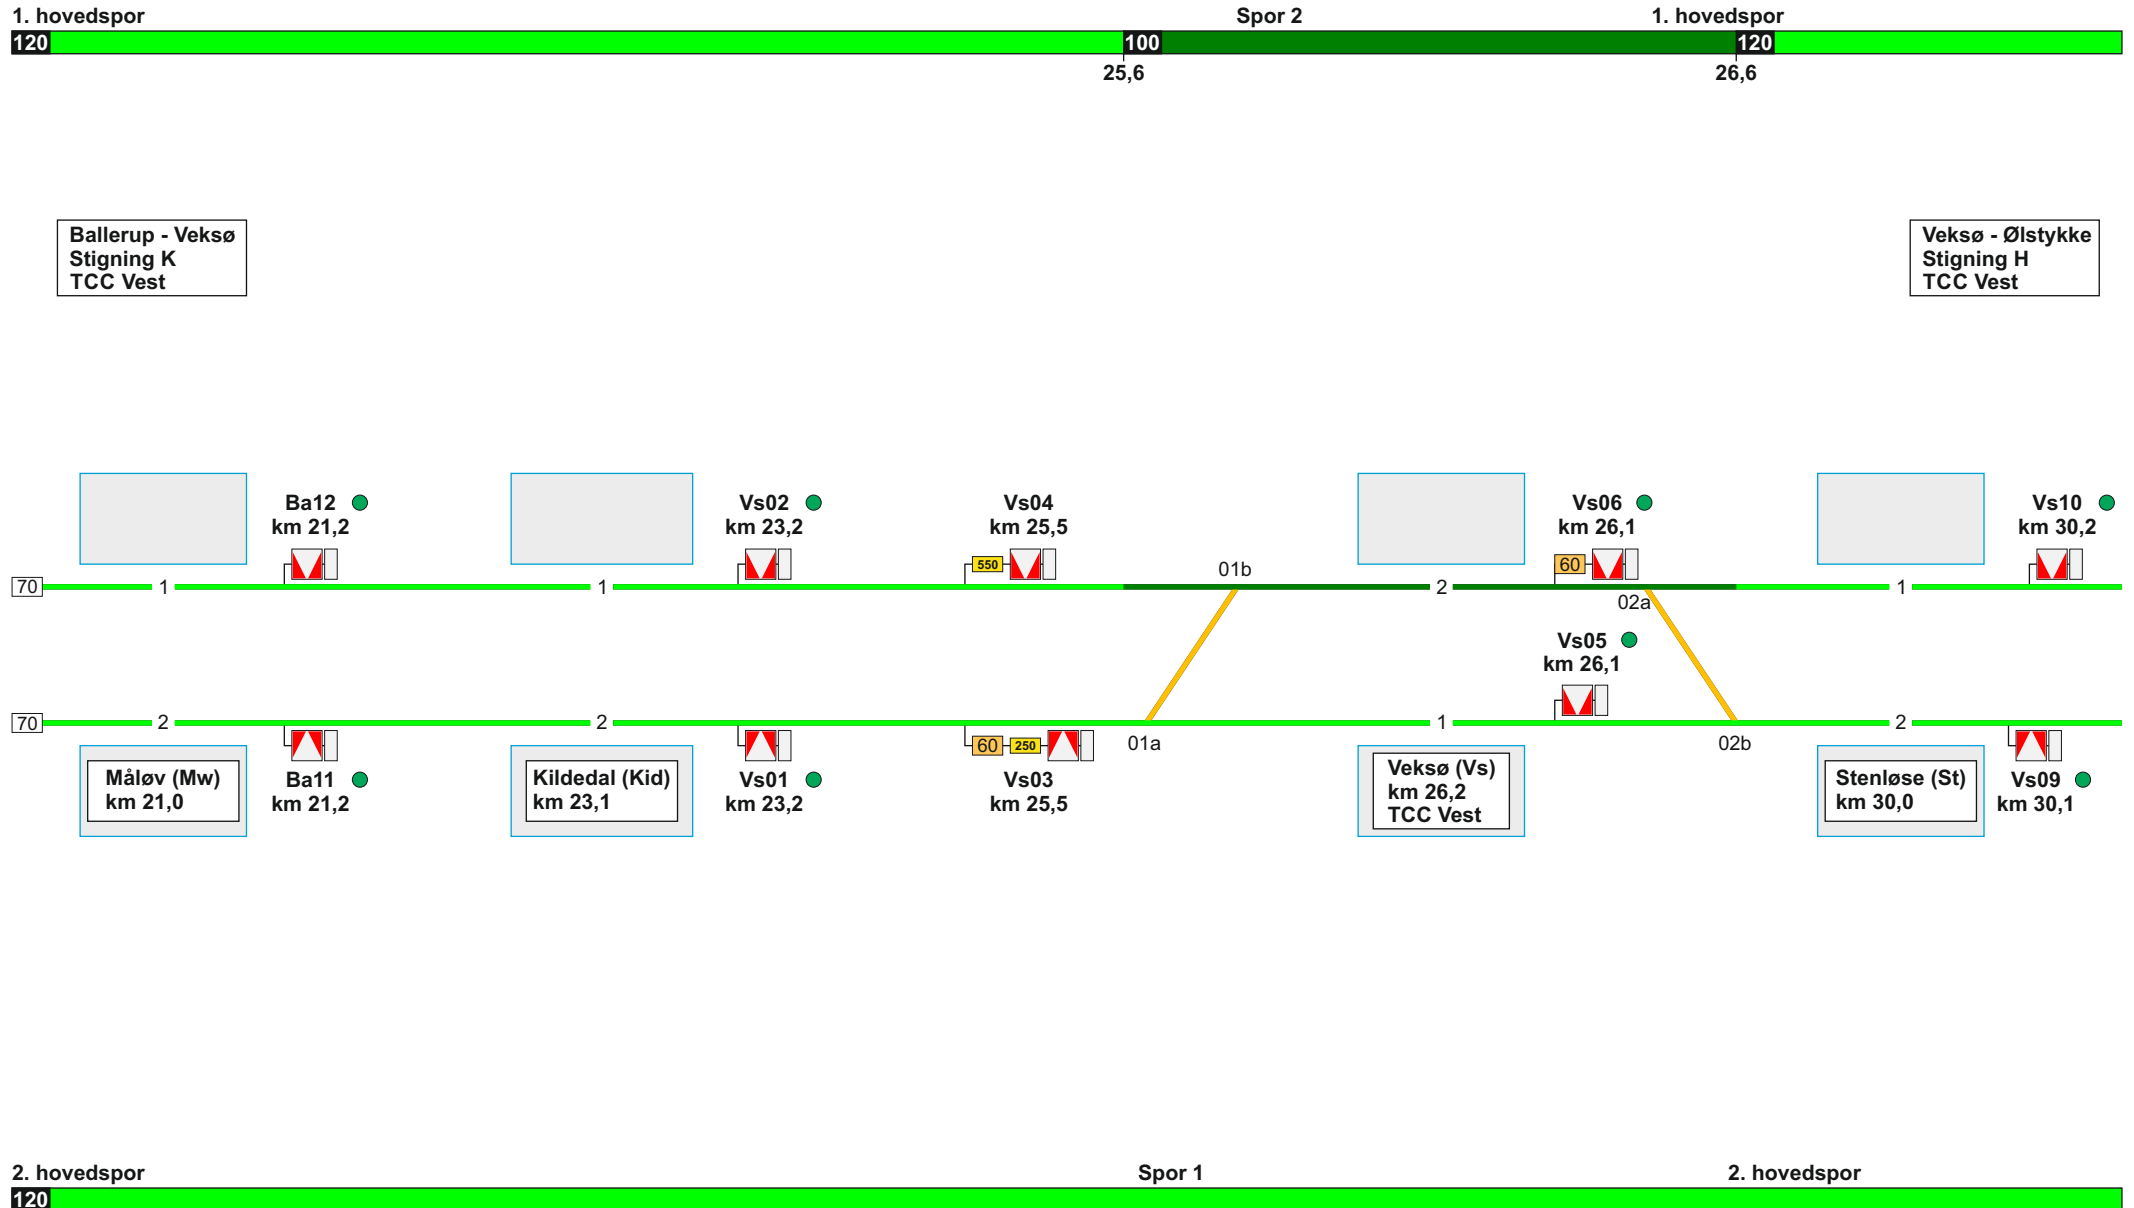 1. hovedspor
Spor 2
1. hovedspor
120
100
120
25,6
26,6
Ballerup - Veksø
Stigning K
TCC Vest
Veksø - Ølstykke
Stigning H
TCC Vest
Ba12
km 21,2
Vs02
km 23,2
Vs04
km 25,5
Vs06
km 26,1
Vs10
km 30,2
550
60
01b
70
1
1
2
1
02a
Vs05
km 26,1
70
2
2
1
2
60
250
01a
02b
Måløv (Mw)
km 21,0
Ba11
km 21,2
Kildedal (Kid)
km 23,1
Vs01
km 23,2
Vs03
km 25,5
Veksø (Vs)
km 26,2
TCC Vest
Stenløse (St)
km 30,0
Vs09
km 30,1
2. hovedspor
Spor 1
2. hovedspor
120